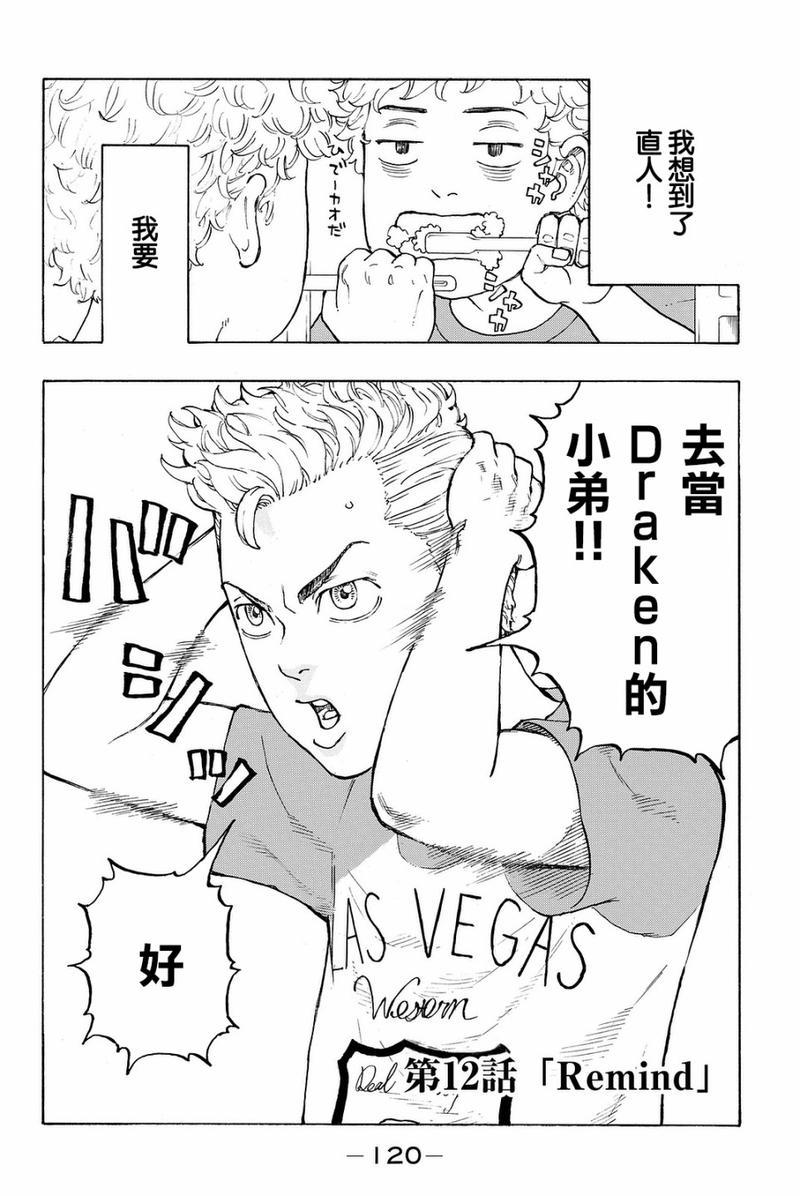 我想到了
直人！
シャカ
シャカ
ひでーカオだ
我要
去當
Draken的
小弟!!
好
LAS VEGAS
Western
Real
第12話「Remind」
—120—